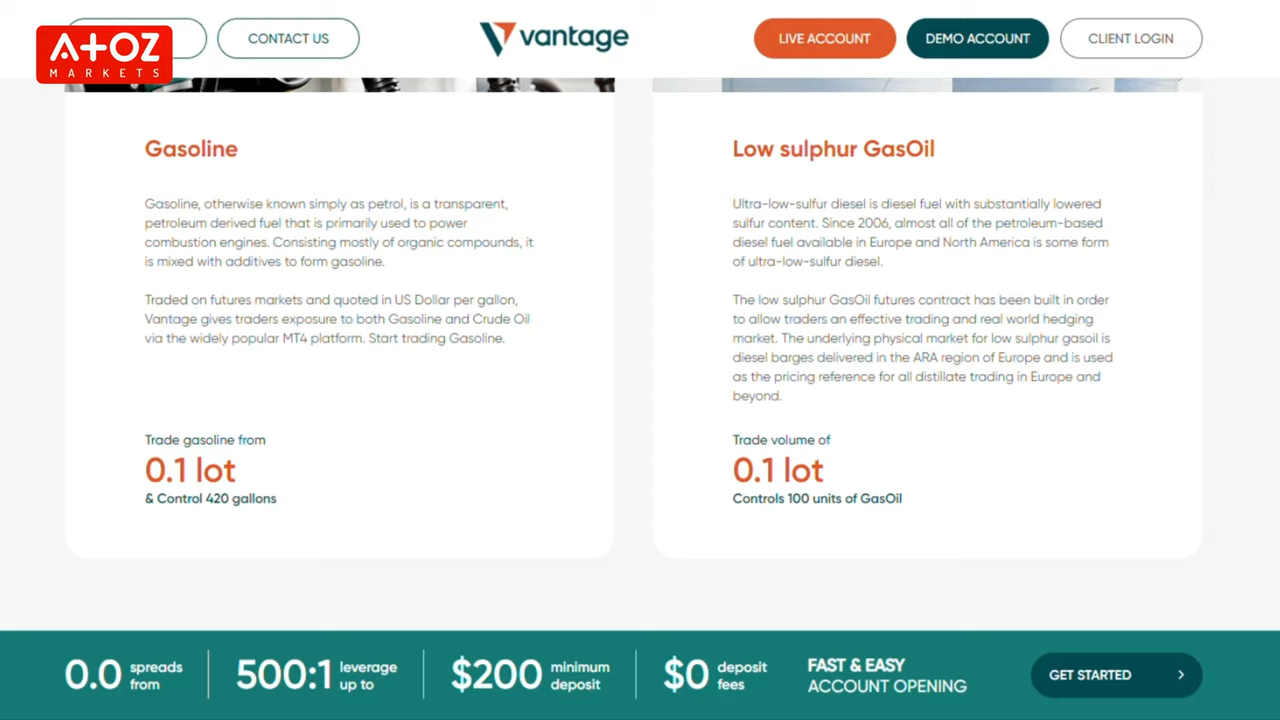 A+OZ
MARKETS
CONTACT US
vantage
LIVE ACCOUNT
DEMO ACCOUNT
CLIENT LOGIN
Gasoline
Gasoline, otherwise known simply as petrol, is a transparent,
petroleum derived fuel that is primarily used to power
combustion engines. Consisting mostly of organic compounds, it
is mixed with additives to form gasoline.
Traded on futures markets and quoted in US Dollar per gallon,
Vantage gives traders exposure to both Gasoline and Crude Oil
via the widely popular MT4 platform. Start trading Gasoline.
Trade gasoline from
0.1 lot
& Control 420 gallons
Low sulphur GasOil
Ultra-low-sulfur diesel is diesel fuel with substantially lowered
sulfur content. Since 2006, almost all of the petroleum-based
diesel fuel available in Europe and North America is some form
of ultra-low-sulfur diesel.
The low sulphur GasOil futures contract has been built in order
to allow traders an effective trading and real world hedging
market. The underlying physical market for low sulphur gasoil is
diesel barges delivered in the ARA region of Europe and is used
as the pricing reference for all distillate trading in Europe and
beyond.
Trade volume of
0.1 lot
Controls 100 units of GasOil
0.0 spreads from
500:1 leverage up to
$200 minimum deposit
$0 deposit fees
FAST & EASY
ACCOUNT OPENING
GET STARTED